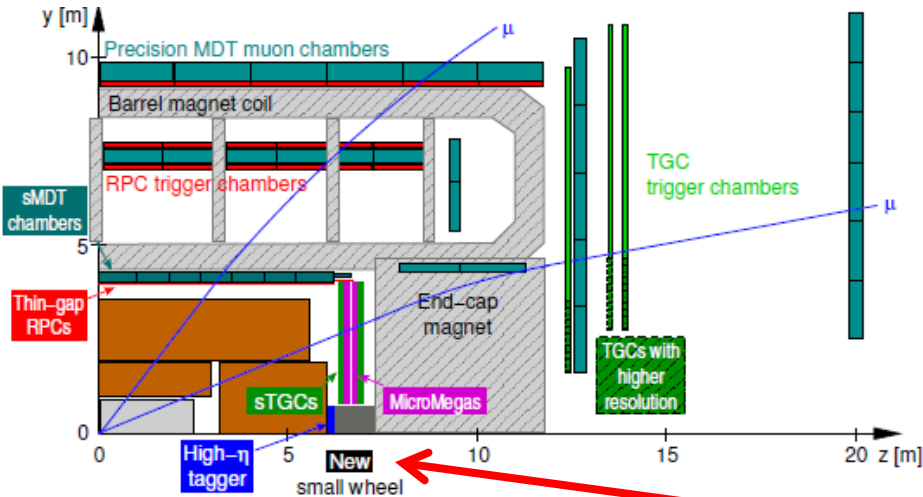 y [m]
μ
10
Precision MDT muon chambers
Barrel magnet coil
RPC trigger chambers
TGC
trigger chambers
sMDT
chambers
μ
5
Thin-gap
RPCs
End-cap
magnet
TGCs with
higher
resolution
sTGCs
MicroMegas
0
High-η
tagger
0
5
10
15
20
z [m]
New
small wheel